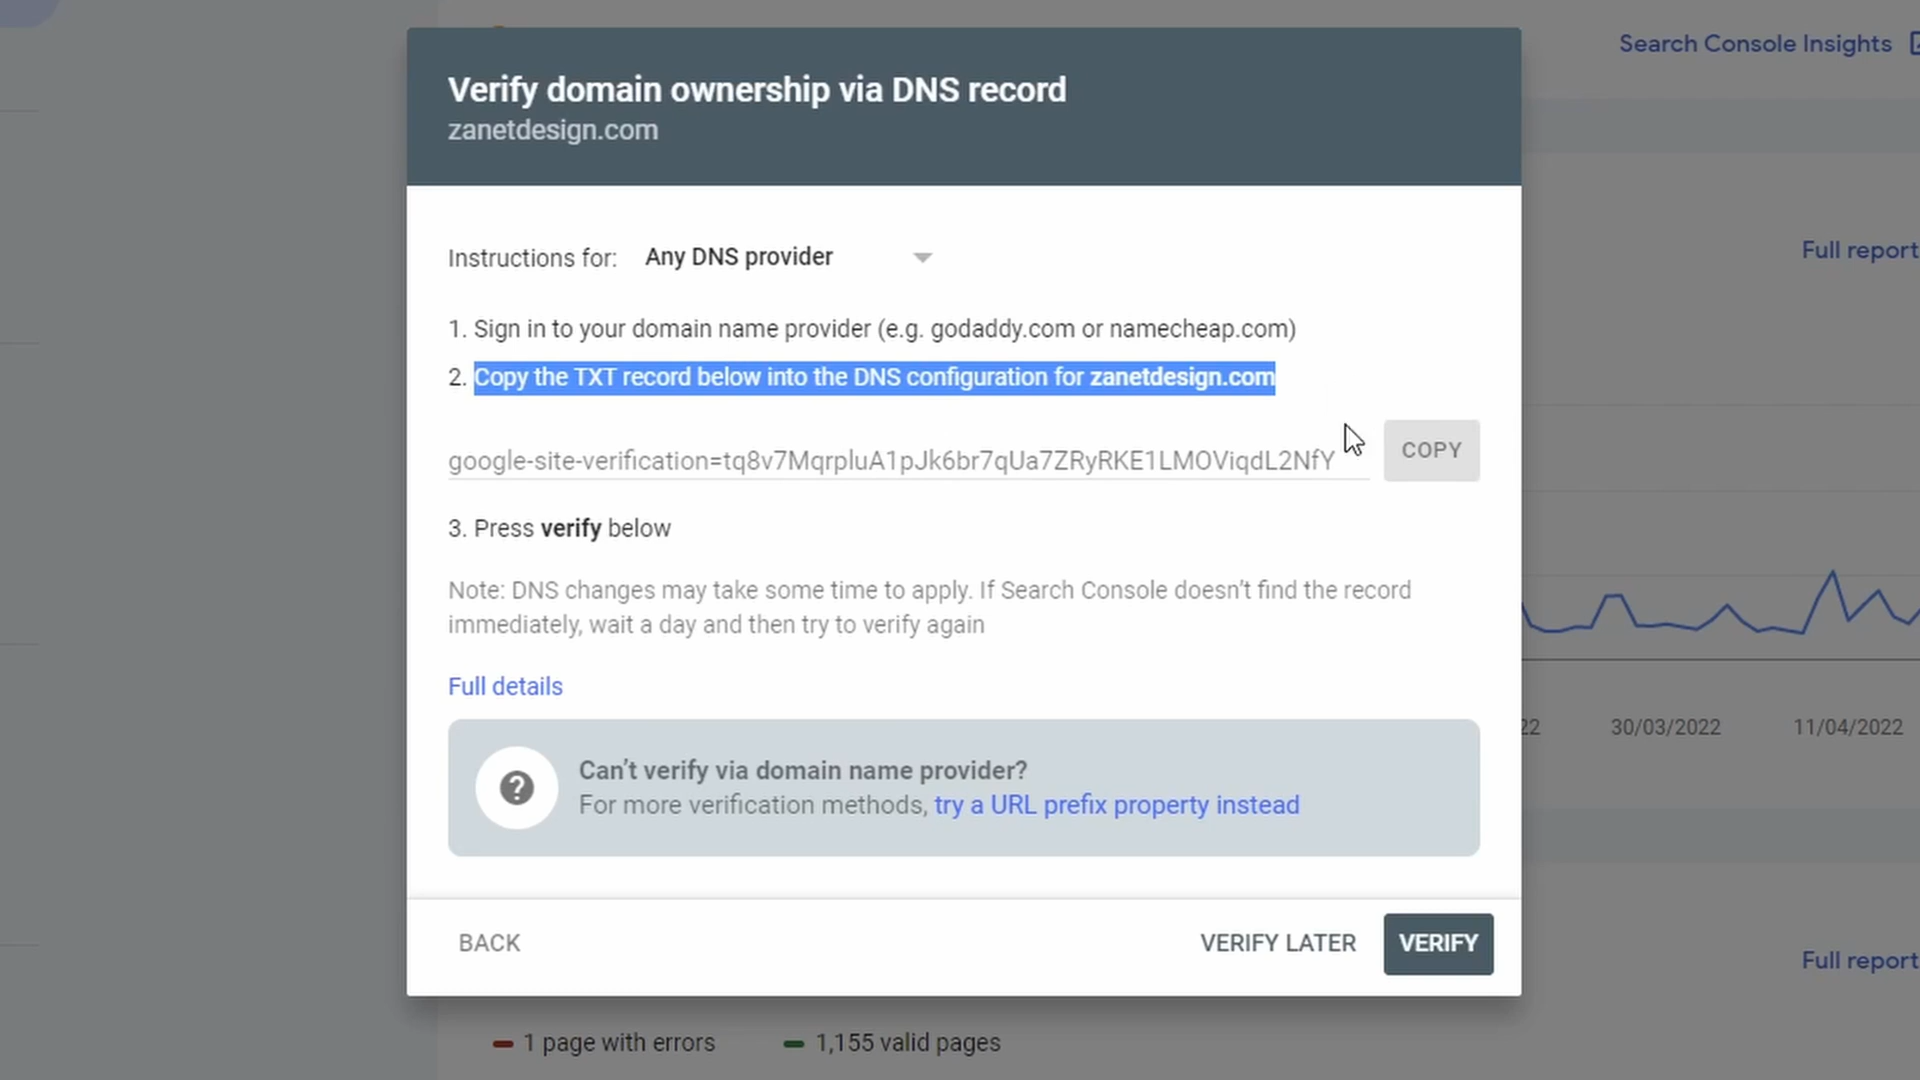 Search Console Insights
Verify domain ownership via DNS record
zanetdesign.com
Instructions for: Any DNS provider
Full report
1. Sign in to your domain name provider (e.g. godaddy.com or namecheap.com)
2. Copy the TXT record below into the DNS configuration for zanetdesign.com
google-site-verification=tq8v7MqrpluA1pJk6br7qUa7ZRyRKE1LMOViqdL2NfY
COPY
3. Press verify below
Note: DNS changes may take some time to apply. If Search Console doesn’t find the record
immediately, wait a day and then try to verify again
Full details
22 30/03/2022 11/04/2022
Can’t verify via domain name provider?
For more verification methods, try a URL prefix property instead
BACK VERIFY LATER VERIFY
Full report
1 page with errors 1,155 valid pages